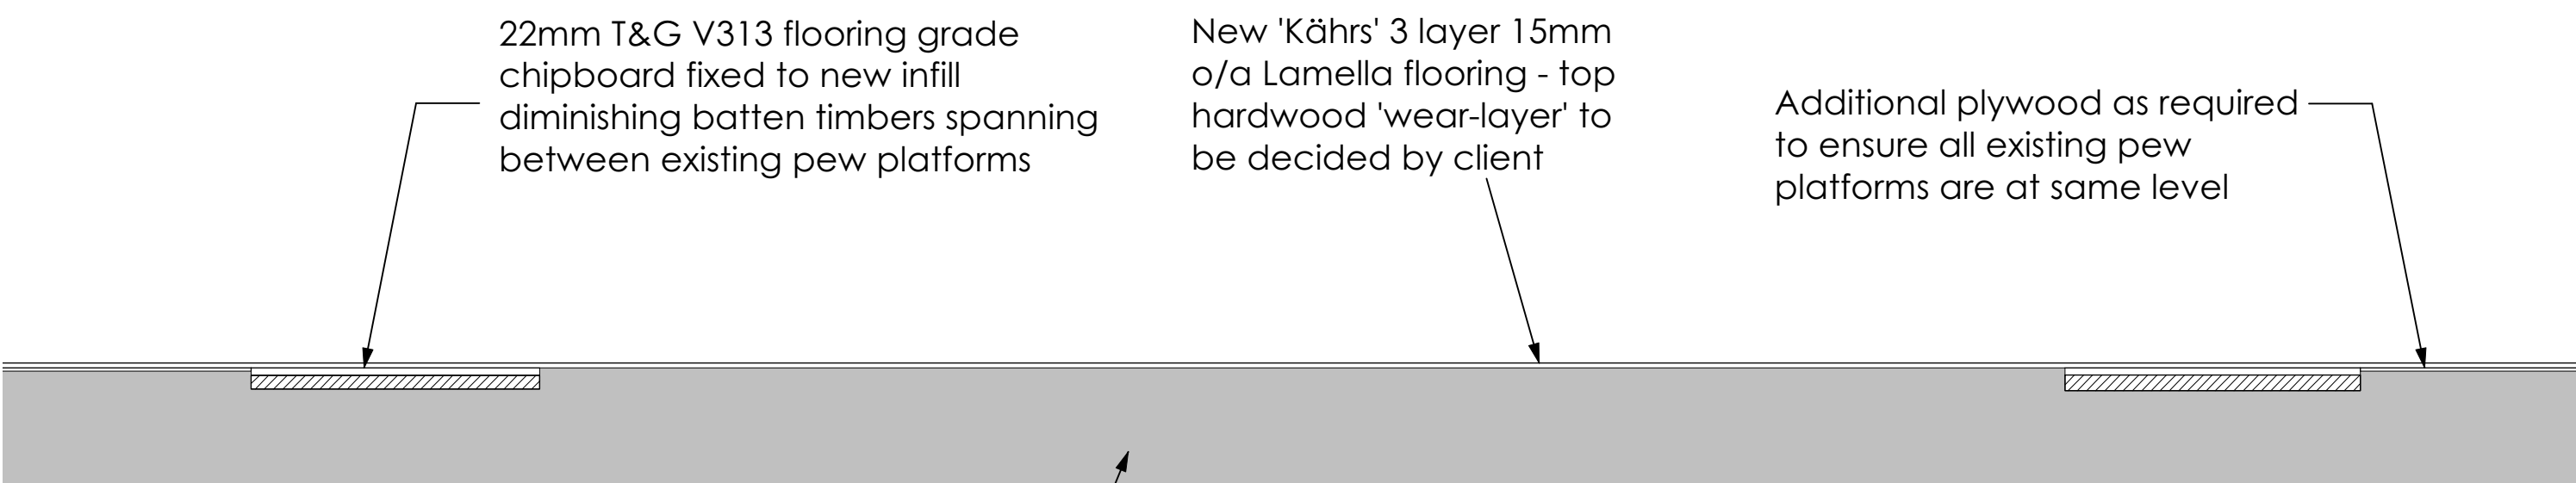 22mm T&G V313 flooring grade
chipboard fixed to new infill
diminishing batten timbers spanning
between existing pew platforms
New 'Kährs' 3 layer 15mm
o/a Lamella flooring - top
hardwood 'wear-layer' to
be decided by client
Additional plywood as required
to ensure all existing pew
platforms are at same level